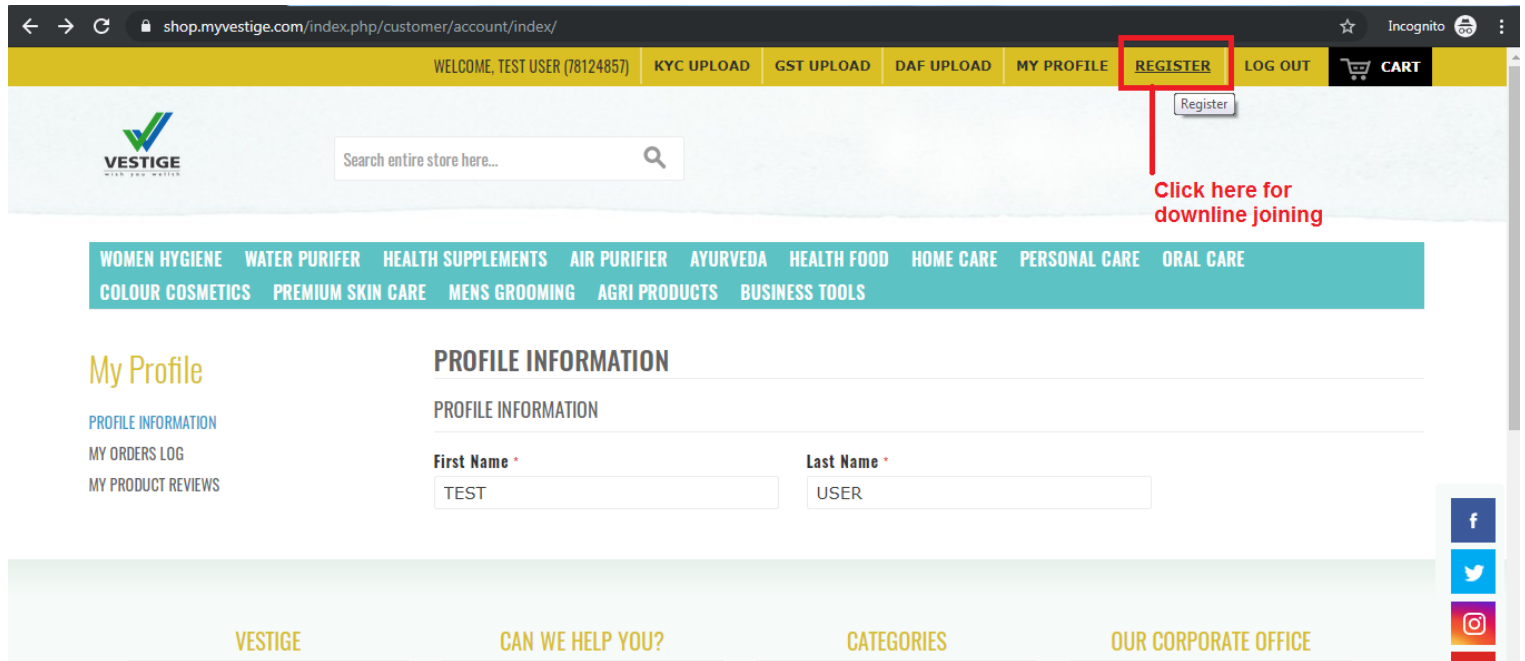 shop.myvestige.com/index.php/customer/account/index/ Incognito
WELCOME, TEST USER (78124857) KYC UPLOAD GST UPLOAD DAF UPLOAD MY PROFILE REGISTER LOG OUT CART
Register
VESTIGE
wish you wellth
Search entire store here...
Click here for
downline joining
WOMEN HYGIENE WATER PURIFER HEALTH SUPPLEMENTS AIR PURIFIER AYURVEDA HEALTH FOOD HOME CARE PERSONAL CARE ORAL CARE
COLOUR COSMETICS PREMIUM SKIN CARE MENS GROOMING AGRI PRODUCTS BUSINESS TOOLS
My Profile
PROFILE INFORMATION
MY ORDERS LOG
MY PRODUCT REVIEWS
PROFILE INFORMATION
PROFILE INFORMATION
First Name * Last Name *
TEST USER
VESTIGE CAN WE HELP YOU? CATEGORIES OUR CORPORATE OFFICE